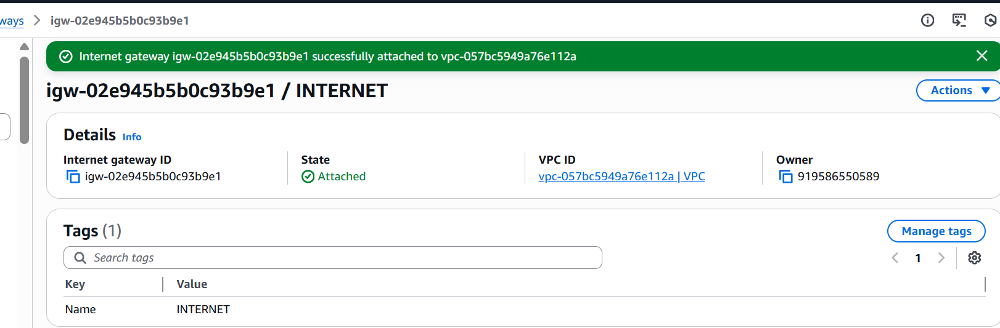 ways > igw-02e945b5b0c93b9e1
Internet gateway igw-02e945b5b0c93b9e1 successfully attached to vpc-057bc5949a76e112a
igw-02e945b5b0c93b9e1 / INTERNET
Actions
Details Info
Internet gateway ID State VPC ID Owner
igw-02e945b5b0c93b9e1 Attached vpc-057bc5949a76e112a | VPC 919586550589
Tags (1)
Manage tags
Search tags
1
Key Value
Name INTERNET